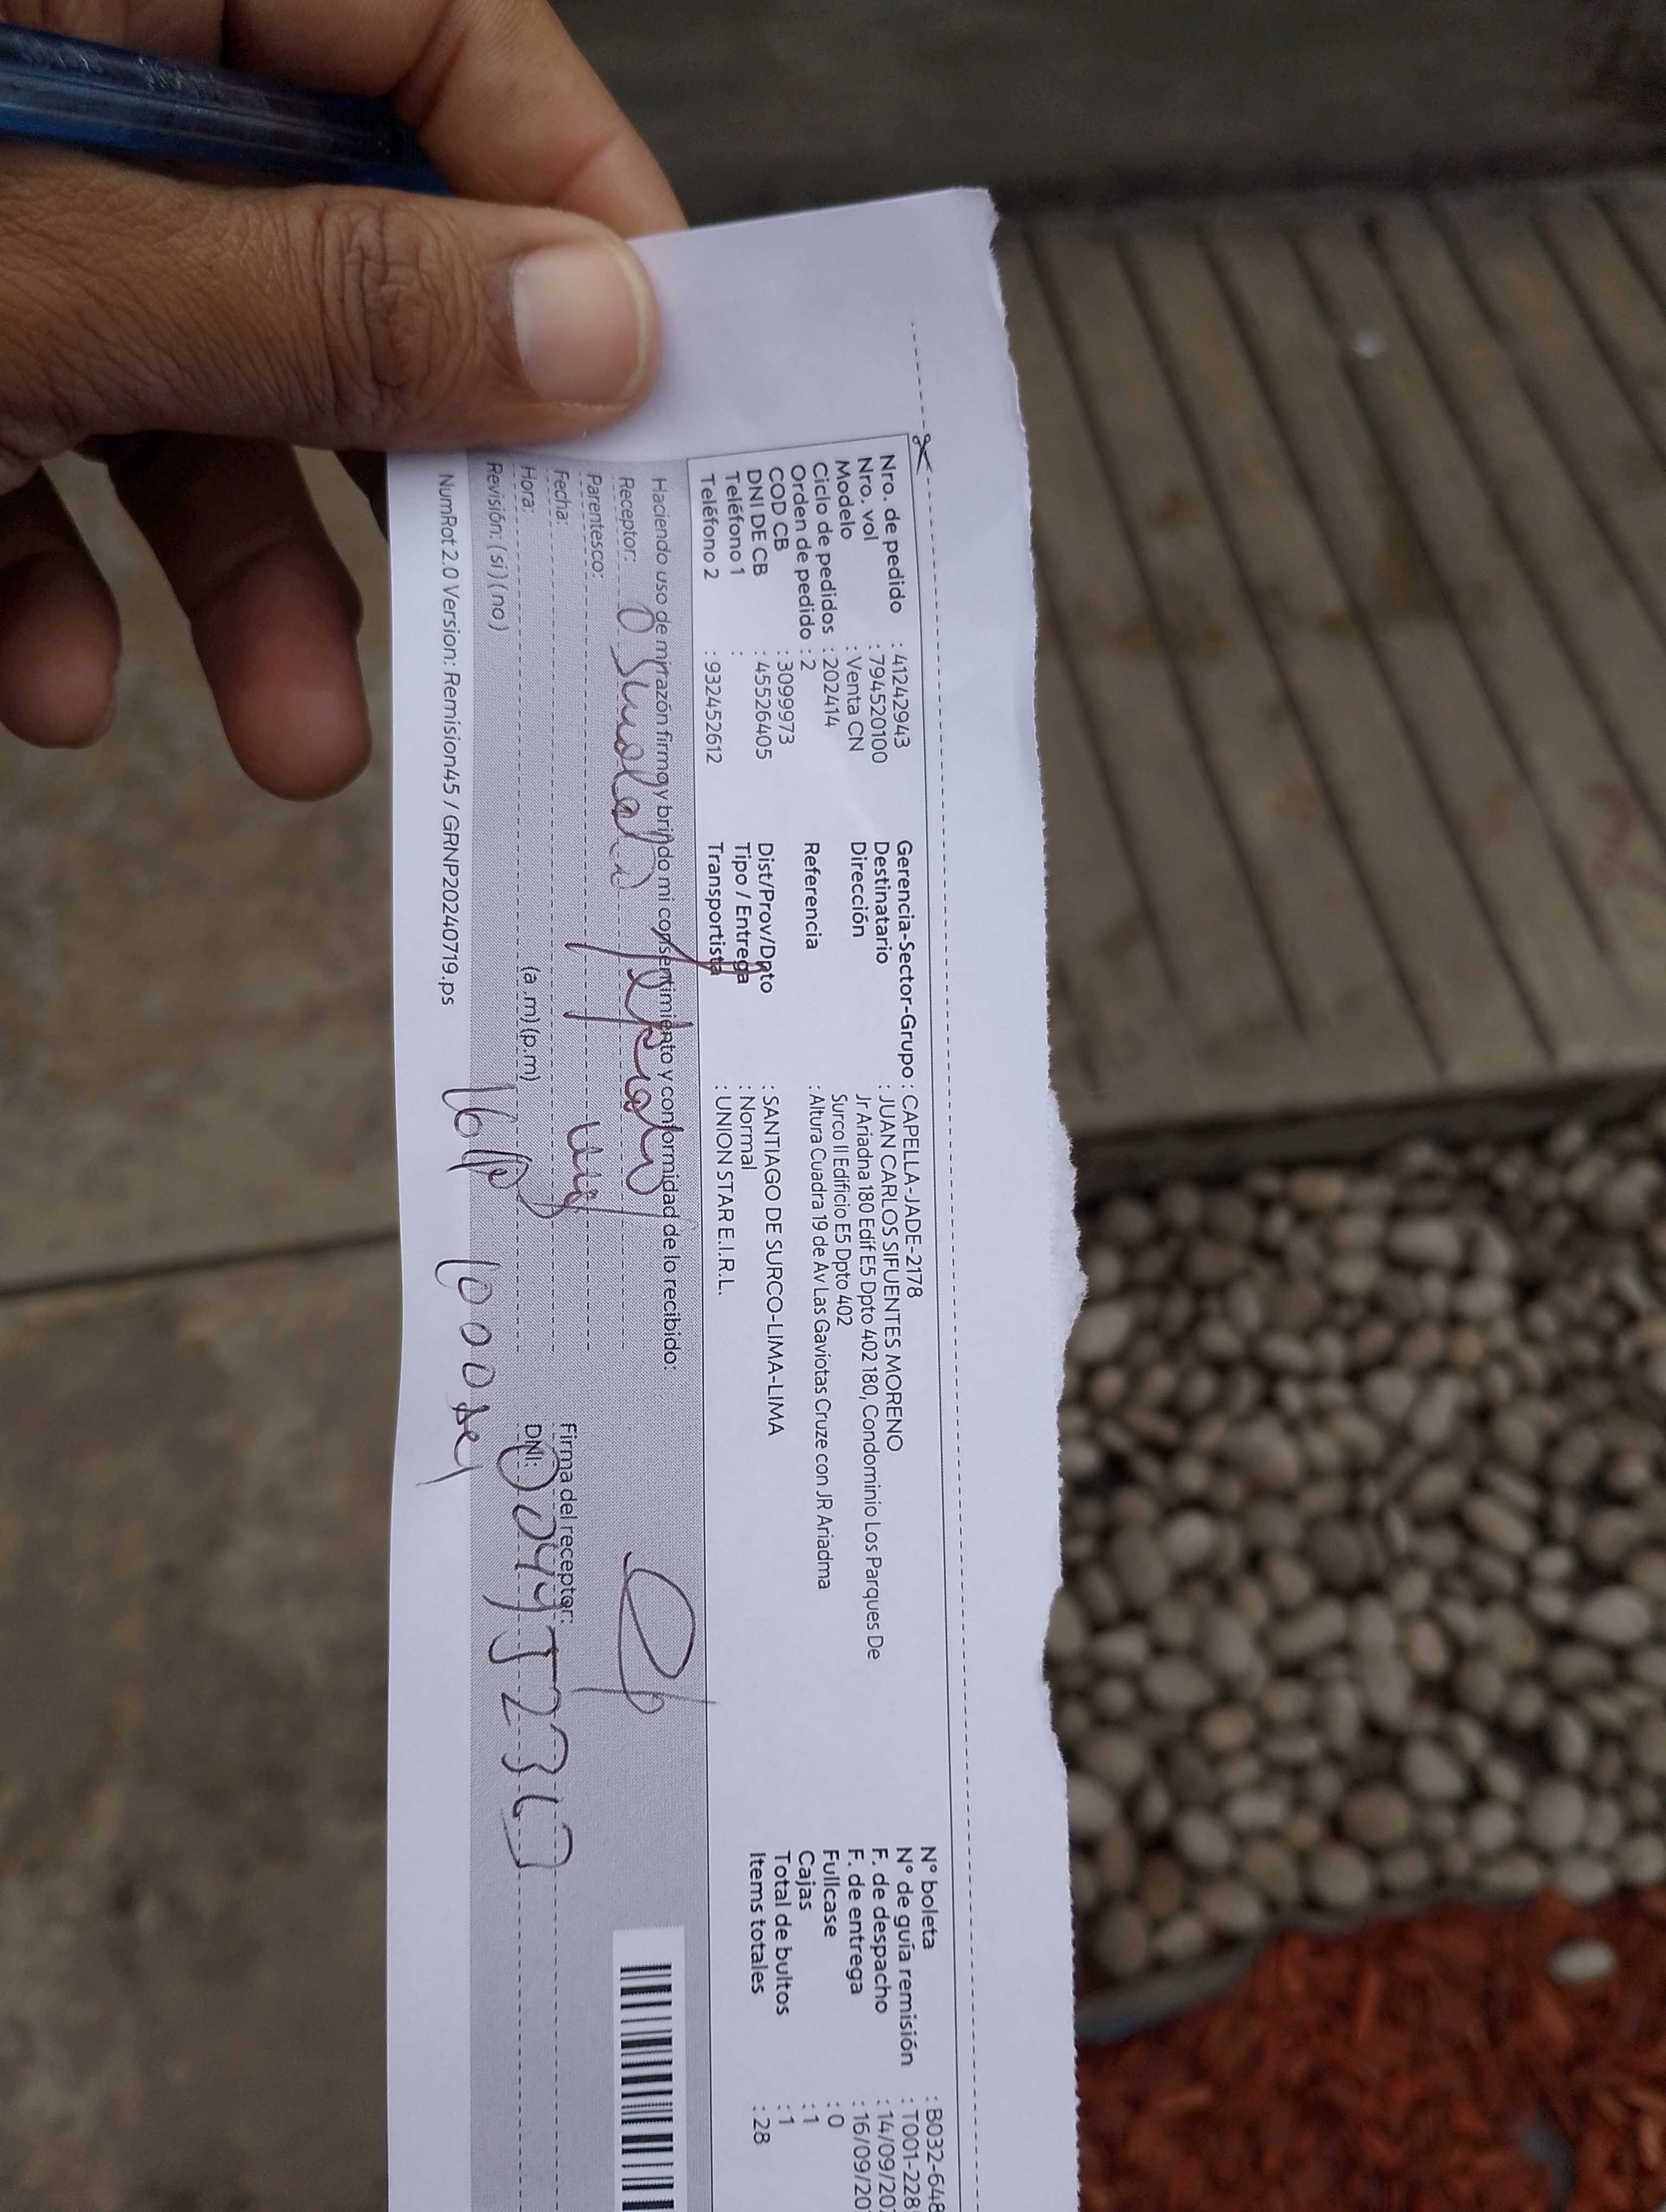 Nro. de pedido : 41242943
Nro. vol : 794520100
Modelo : Venta CN
Ciclo de pedidos : 202414
Orden de pedido : 2
COD CB : 3099973
DNI DE CB : 45526405
Teléfono 1 :
Teléfono 2 : 932452612
Gerencia-Sector-Grupo : CAPELLA-JADE-2178
Destinatario : JUAN CARLOS SIFUENTES MORENO
Dirección Jr Ariadna 180 Edif E5 Dpto 402 180, Condominio Los Parques De
Surco II Edificio E5 Dpto 402
Referencia : Altura Cuadra 19 de Av Las Gaviotas Cruze con JR Ariadma
Dist/Prov/Dpto : SANTIAGO DE SURCO-LIMA-LIMA
Tipo / Entrega : Normal
Transportista : UNION STAR E.I.R.L.
N° boleta : B032-648
N° de guía remisión : T001-228
F. de despacho : 14/09/20
F. de entrega : 16/09/20
Fullcase : 0
Cajas : 1
Total de bultos : 1
Items totales : 28
Haciendo uso de mi razón firmo y brindo mi consentimiento y conformidad de lo recibido:
Receptor:
Parentesco:
Fecha:
Hora: (a.m) (p.m)
Revisión: (si) (no)
Firma del receptor:
DNI:
NumRot 2.0 Version: Remision45 / GRNP20240719.ps